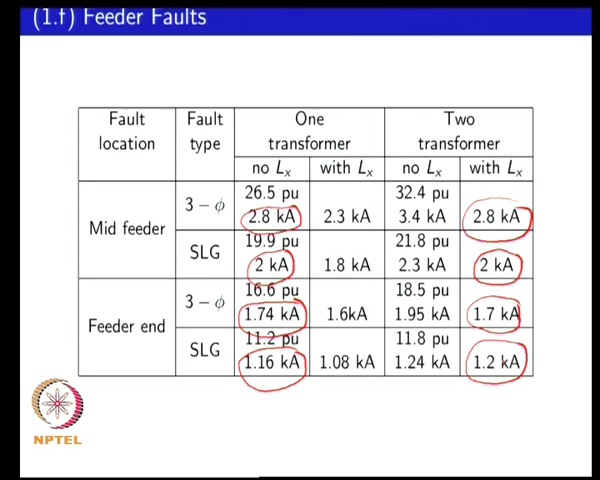 (1.f) Feeder Faults
Fault location Fault type One transformer Two transformer
no Lₓ with Lₓ no Lₓ with Lₓ
Mid feeder 3 − ϕ 26.5 pu 2.8 kA 2.3 kA 32.4 pu 3.4 kA 2.8 kA
SLG 19.9 pu 2 kA 1.8 kA 21.8 pu 2.3 kA 2 kA
Feeder end 3 − ϕ 16.6 pu 1.74 kA 1.6kA 18.5 pu 1.95 kA 1.7 kA
SLG 11.2 pu 1.16 kA 1.08 kA 11.8 pu 1.24 kA 1.2 kA
NPTEL